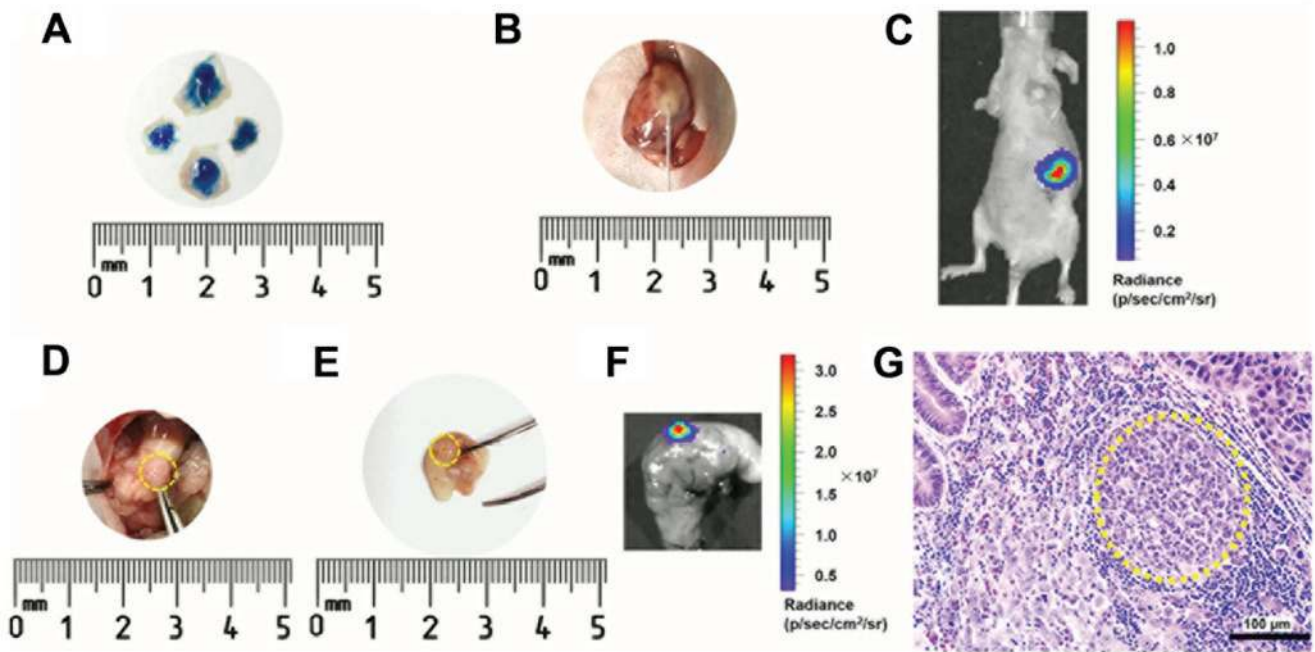 A
mm
0 1 2 3 4 5
B
mm
0 1 2 3 4 5
C
1.0
0.8
0.6 ×10⁷
0.4
0.2
Radiance
(p/sec/cm²/sr)
D
mm
0 1 2 3 4 5
E
mm
0 1 2 3 4 5
F
3.0
2.5
2.0
×10⁷
1.5
1.0
0.5
Radiance
(p/sec/cm²/sr)
G
100 µm